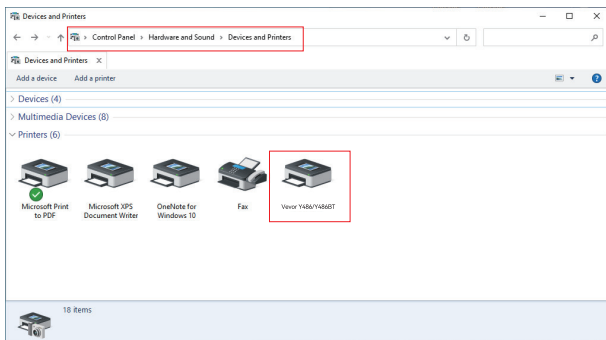 Devices and Printers
Control Panel > Hardware and Sound > Devices and Printers
Devices and Printers X
Add a device Add a printer
> Devices (4)
> Multimedia Devices (8)
Printers (6)
Microsoft Print to PDF
Microsoft XPS Document Writer
OneNote for Windows 10
Fax
Vevor Y486/Y486BT
18 items